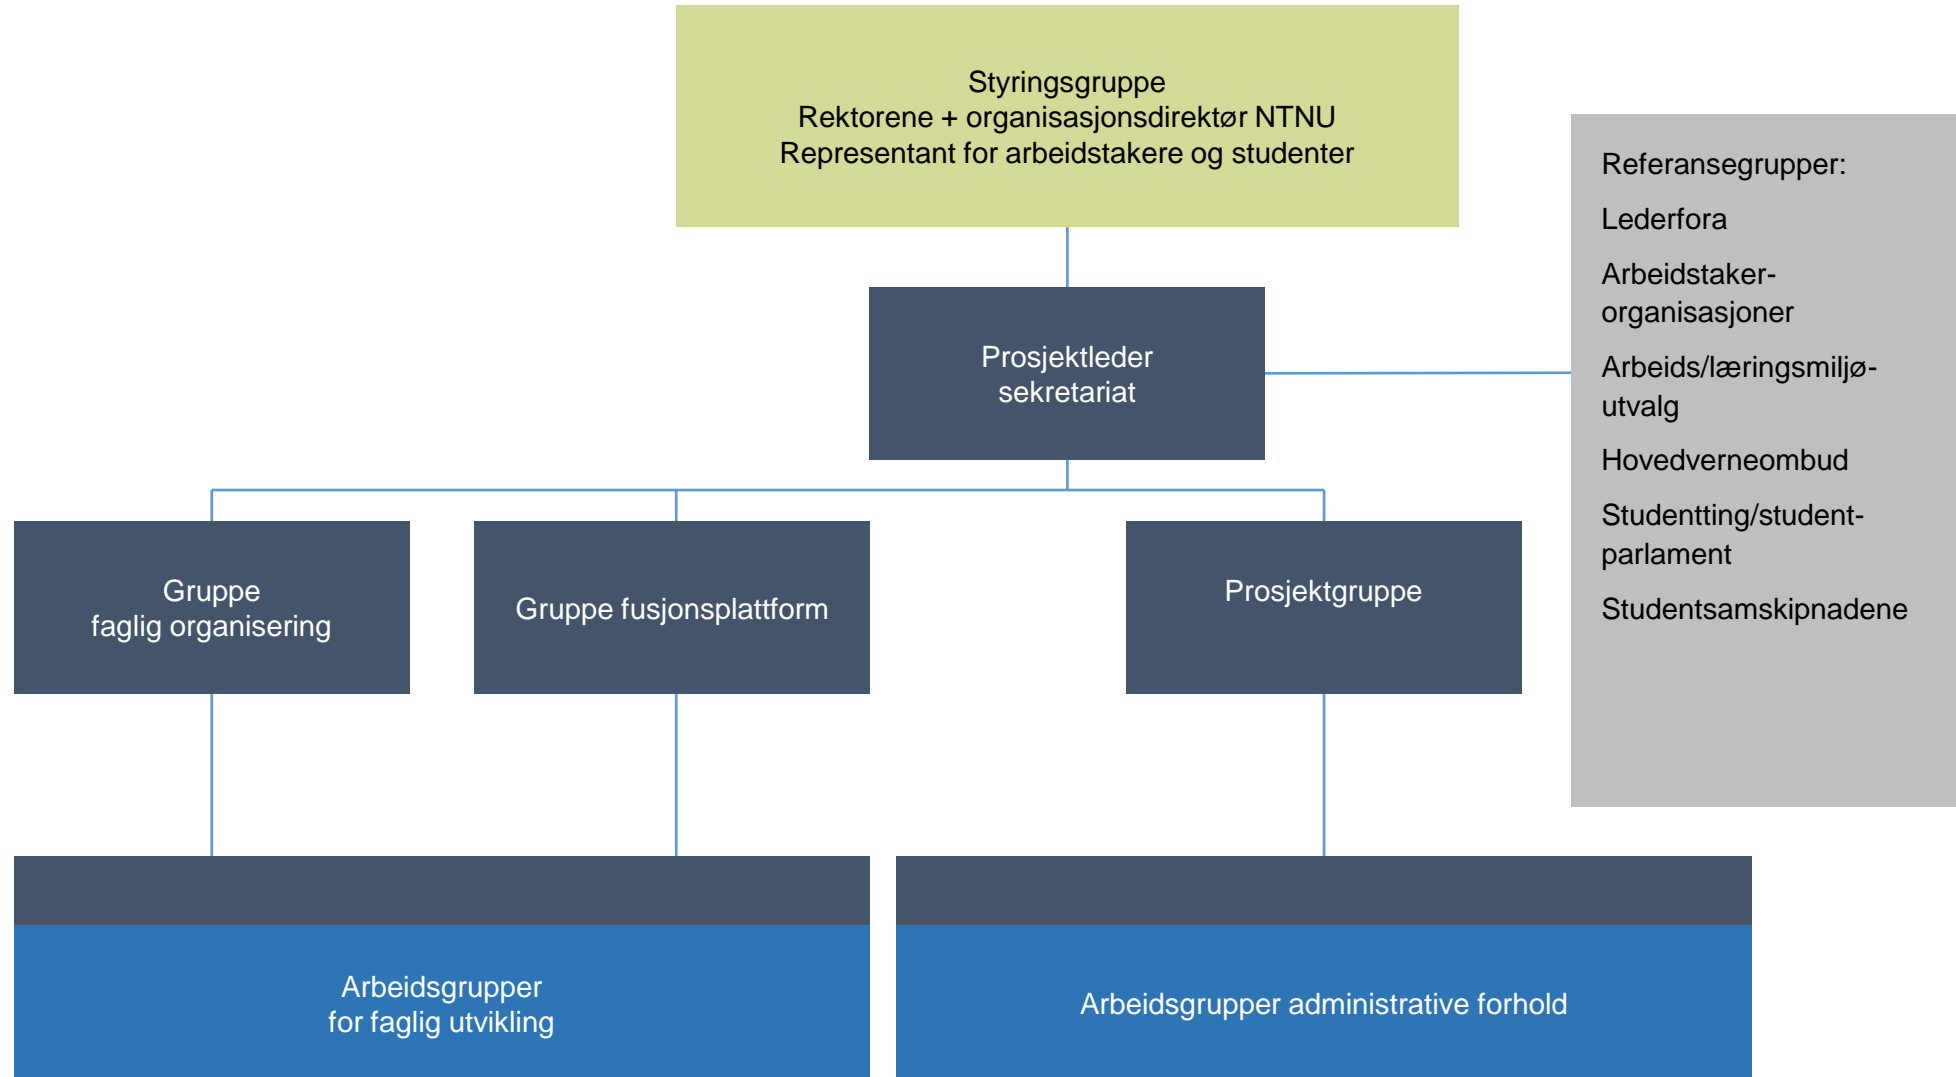 Styringsgruppe
Rektorene + organisasjonsdirektør NTNU
Representant for arbeidstakere og studenter
Referansegrupper:
Lederfora
Arbeidstaker-
organisasjoner
Arbeids/læringsmiljø-
utvalg
Hovedverneombud
Studentting/student-
parlament
Studentsamskipnadene
Prosjektleder
sekretariat
Gruppe
faglig organisering
Gruppe fusjonsplattform
Prosjektgruppe
Arbeidsgrupper
for faglig utvikling
Arbeidsgrupper administrative forhold